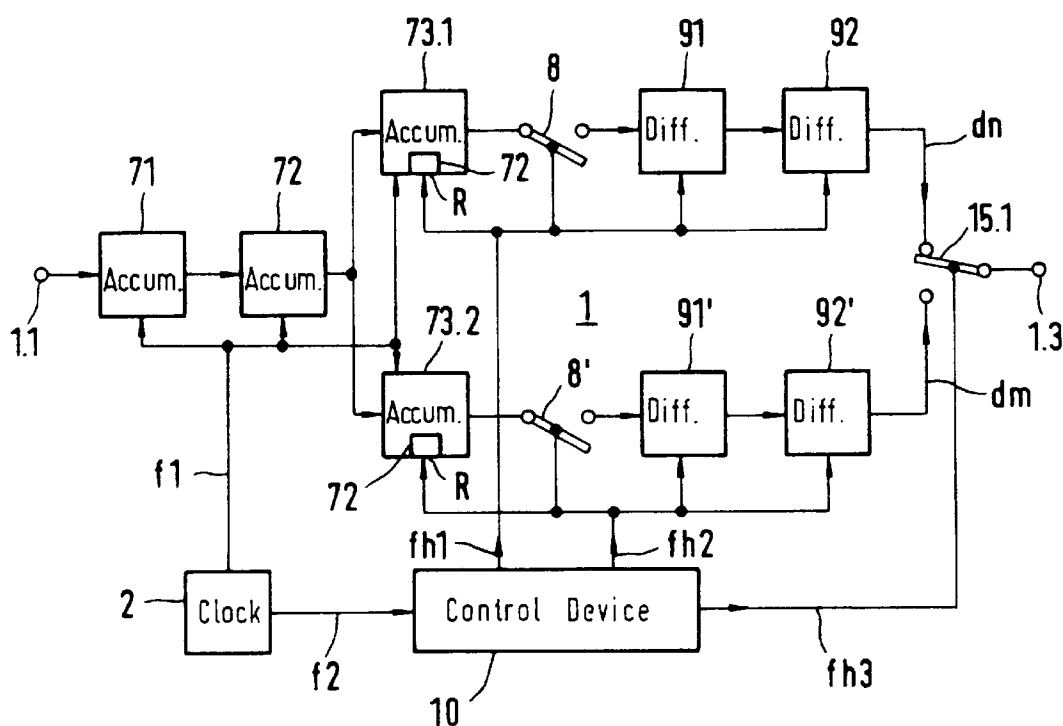 73.1
8
91
92
Accum.
Diff.
Diff.
dn
72
R
71
72
15.1
Accum.
Accum.
1.1
73.2
1
91'
92'
1.3
8'
Accum.
Diff.
Diff.
dm
f1
72
R
fh1
fh2
2
Clock
Control Device
f2
fh3
10